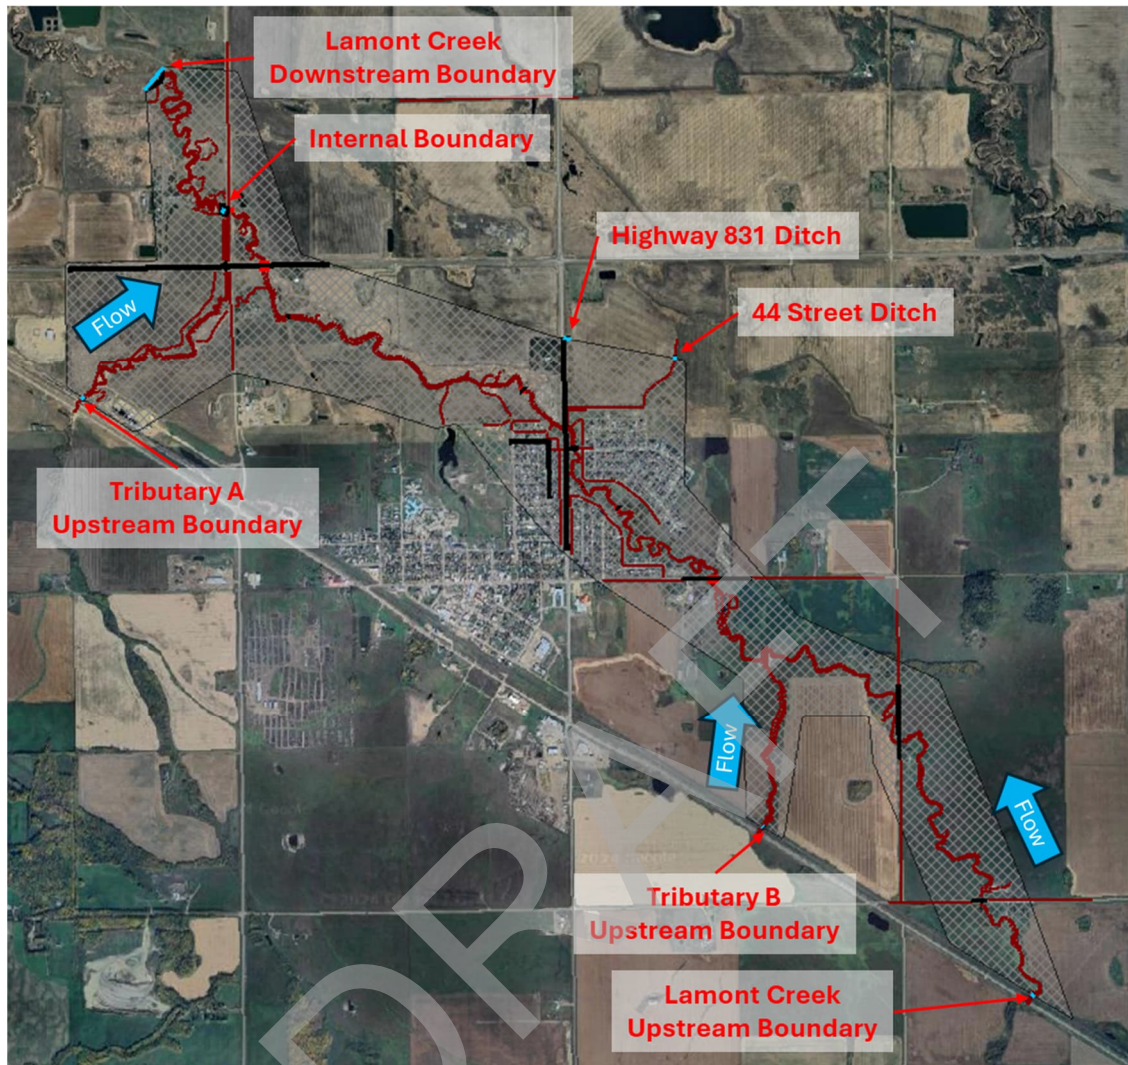 Lamont Creek
Downstream Boundary
Internal Boundary
Highway 831 Ditch
44 Street Ditch
Flow
Tributary A
Upstream Boundary
Flow
Flow
Tributary B
Upstream Boundary
Lamont Creek
Upstream Boundary
DRAFT